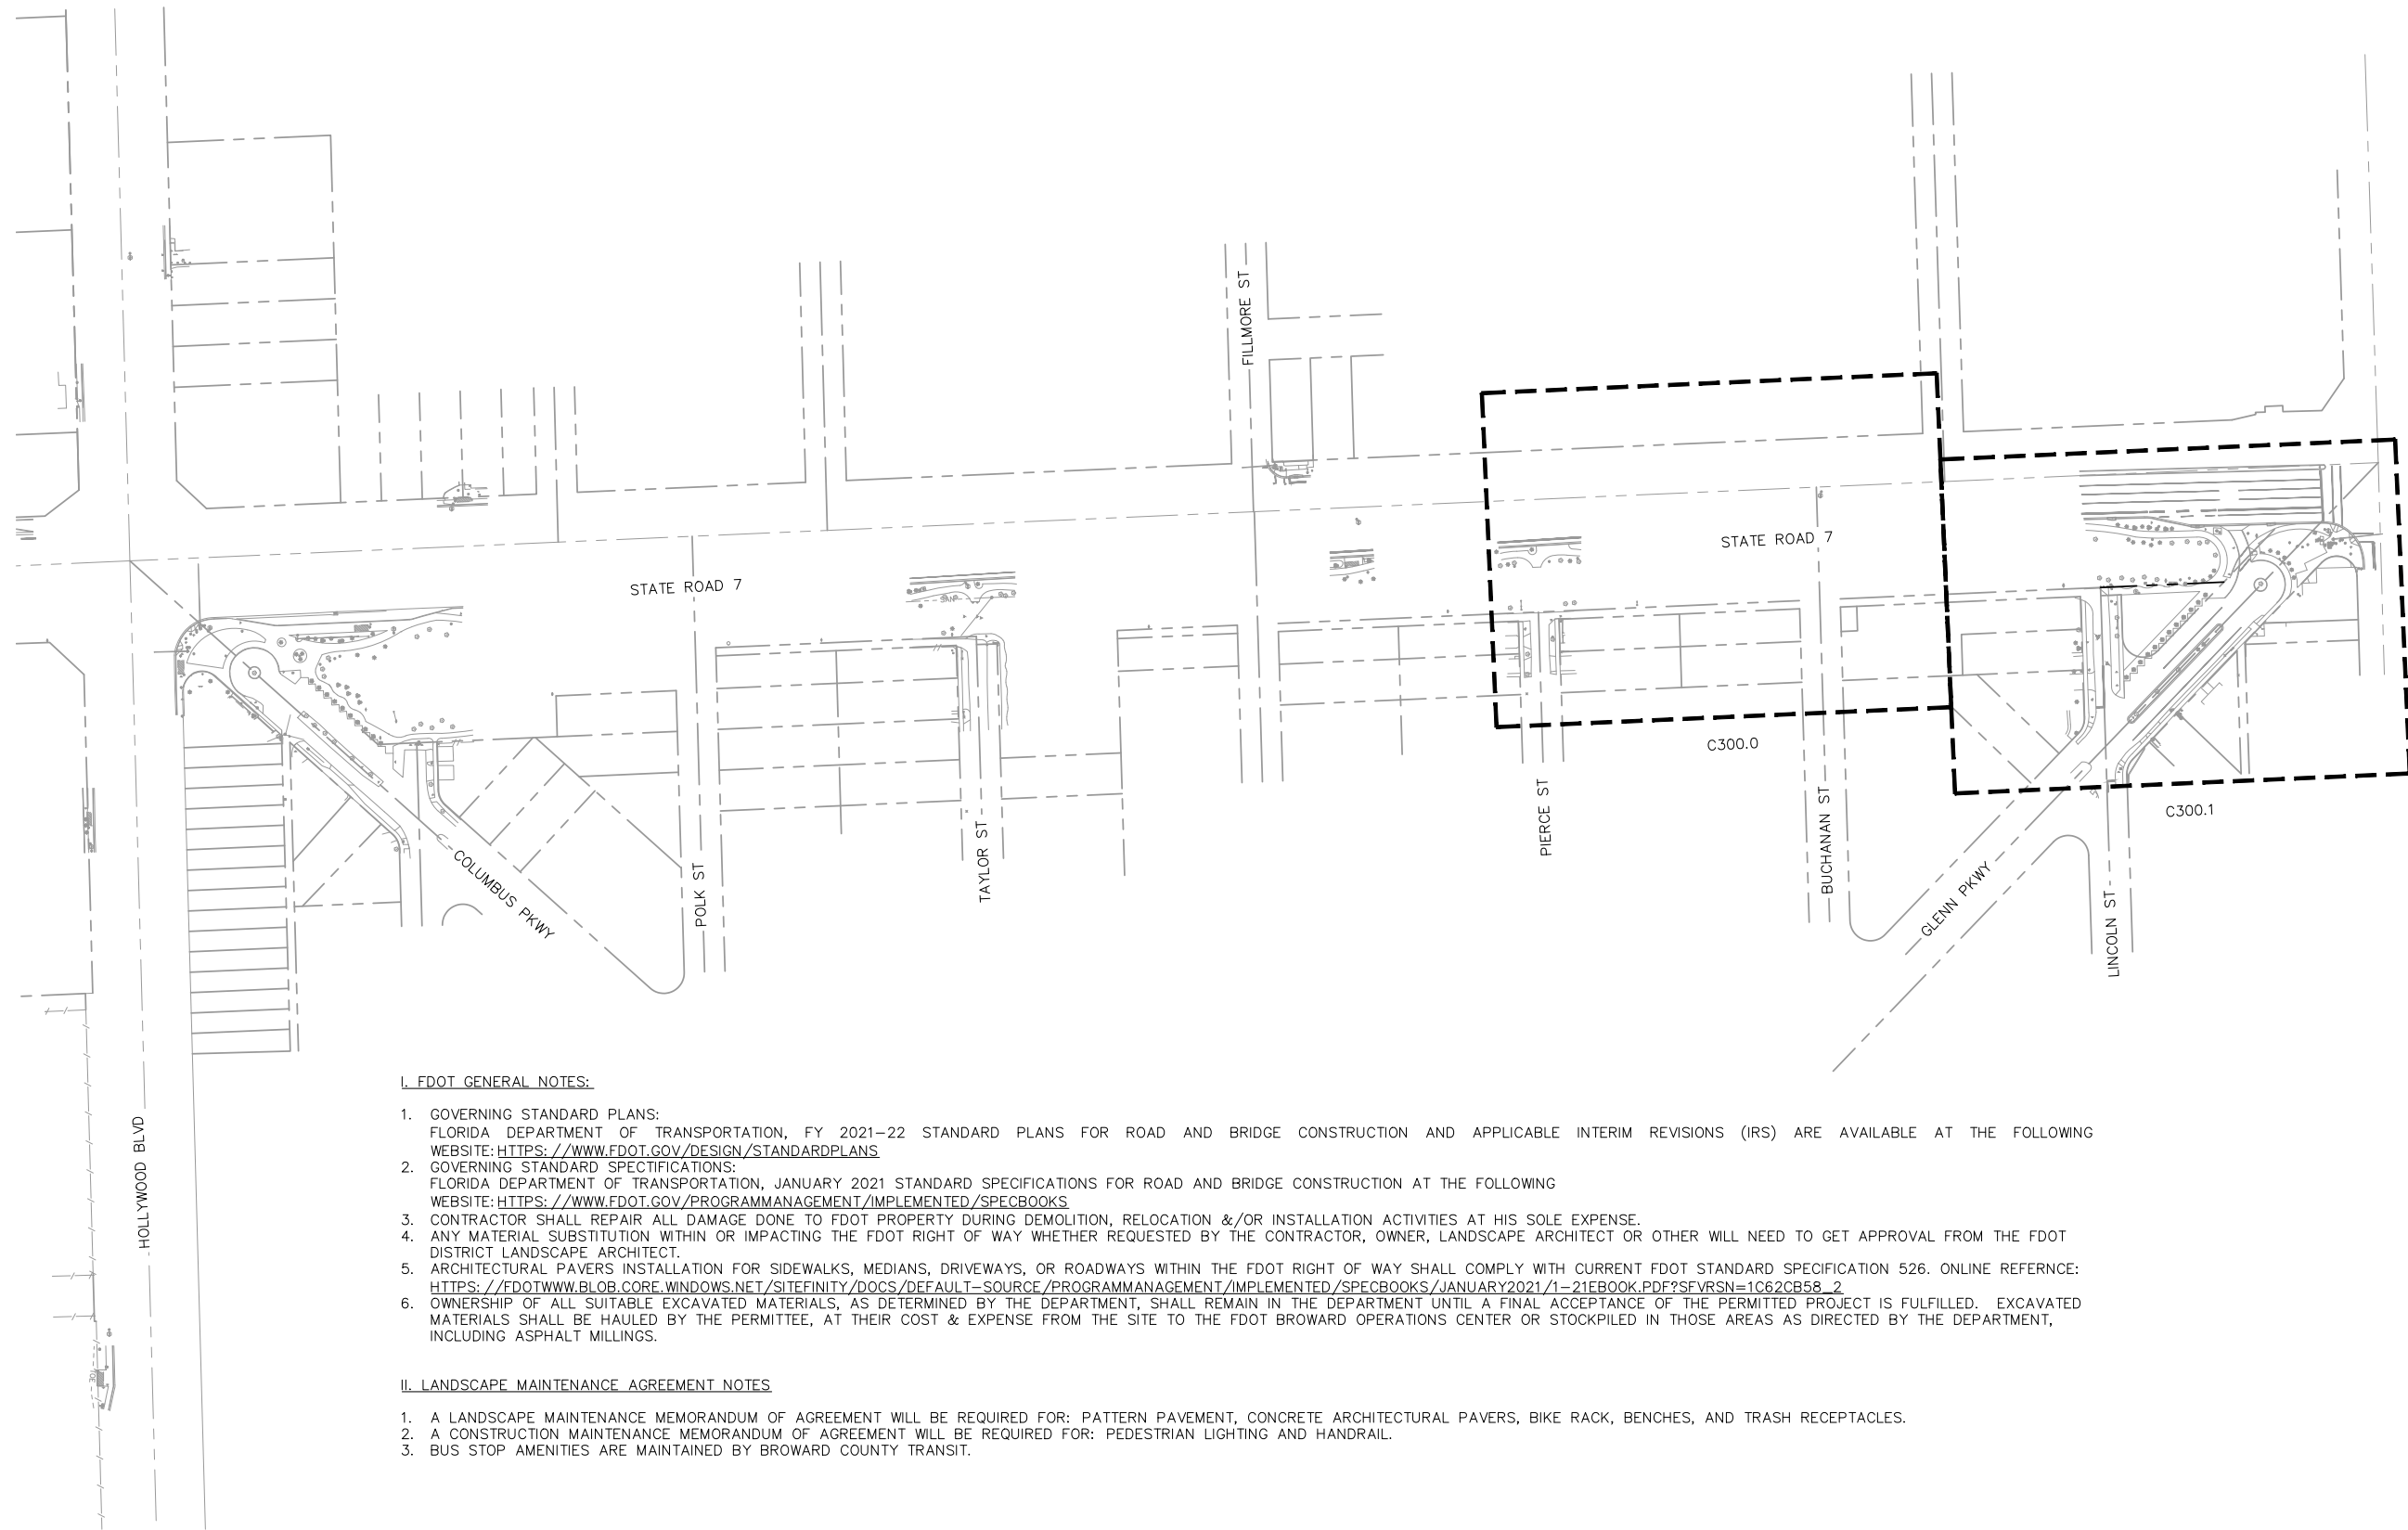 FILLMORE ST
STATE ROAD 7
STATE ROAD 7
C300.0
C300.1
COLUMBUS PKWY
POLK ST
TAYLOR ST
PIERCE ST
BUCHANAN ST
GLENN PKWY
LINCOLN ST
HOLLYWOOD BLVD
I. FDOT GENERAL NOTES:
1. GOVERNING STANDARD PLANS:
FLORIDA DEPARTMENT OF TRANSPORTATION, FY 2021-22 STANDARD PLANS FOR ROAD AND BRIDGE CONSTRUCTION AND APPLICABLE INTERIM REVISIONS (IRS) ARE AVAILABLE AT THE FOLLOWING
WEBSITE: HTTPS: //WWW.FDOT.GOV/DESIGN/STANDARDPLANS
2. GOVERNING STANDARD SPECTIFICATIONS:
FLORIDA DEPARTMENT OF TRANSPORTATION, JANUARY 2021 STANDARD SPECIFICATIONS FOR ROAD AND BRIDGE CONSTRUCTION AT THE FOLLOWING
WEBSITE: HTTPS: //WWW.FDOT.GOV/PROGRAMMANAGEMENT/IMPLEMENTED/SPECBOOKS
3. CONTRACTOR SHALL REPAIR ALL DAMAGE DONE TO FDOT PROPERTY DURING DEMOLITION, RELOCATION &/OR INSTALLATION ACTIVITIES AT HIS SOLE EXPENSE.
4. ANY MATERIAL SUBSTITUTION WITHIN OR IMPACTING THE FDOT RIGHT OF WAY WHETHER REQUESTED BY THE CONTRACTOR, OWNER, LANDSCAPE ARCHITECT OR OTHER WILL NEED TO GET APPROVAL FROM THE FDOT
DISTRICT LANDSCAPE ARCHITECT.
5. ARCHITECTURAL PAVERS INSTALLATION FOR SIDEWALKS, MEDIANS, DRIVEWAYS, OR ROADWAYS WITHIN THE FDOT RIGHT OF WAY SHALL COMPLY WITH CURRENT FDOT STANDARD SPECIFICATION 526. ONLINE REFERNCE:
HTTPS: //FDOTWWW.BLOB.CORE.WINDOWS.NET/SITEFINITY/DOCS/DEFAULT-SOURCE/PROGRAMMANAGEMENT/IMPLEMENTED/SPECBOOKS/JANUARY2021/1-21EBOOK.PDF?SFVRSN=1C62CB58_2
6. OWNERSHIP OF ALL SUITABLE EXCAVATED MATERIALS, AS DETERMINED BY THE DEPARTMENT, SHALL REMAIN IN THE DEPARTMENT UNTIL A FINAL ACCEPTANCE OF THE PERMITTED PROJECT IS FULFILLED. EXCAVATED
MATERIALS SHALL BE HAULED BY THE PERMITTEE, AT THEIR COST & EXPENSE FROM THE SITE TO THE FDOT BROWARD OPERATIONS CENTER OR STOCKPILED IN THOSE AREAS AS DIRECTED BY THE DEPARTMENT,
INCLUDING ASPHALT MILLINGS.
II. LANDSCAPE MAINTENANCE AGREEMENT NOTES
1. A LANDSCAPE MAINTENANCE MEMORANDUM OF AGREEMENT WILL BE REQUIRED FOR: PATTERN PAVEMENT, CONCRETE ARCHITECTURAL PAVERS, BIKE RACK, BENCHES, AND TRASH RECEPTACLES.
2. A CONSTRUCTION MAINTENANCE MEMORANDUM OF AGREEMENT WILL BE REQUIRED FOR: PEDESTRIAN LIGHTING AND HANDRAIL.
3. BUS STOP AMENITIES ARE MAINTAINED BY BROWARD COUNTY TRANSIT.